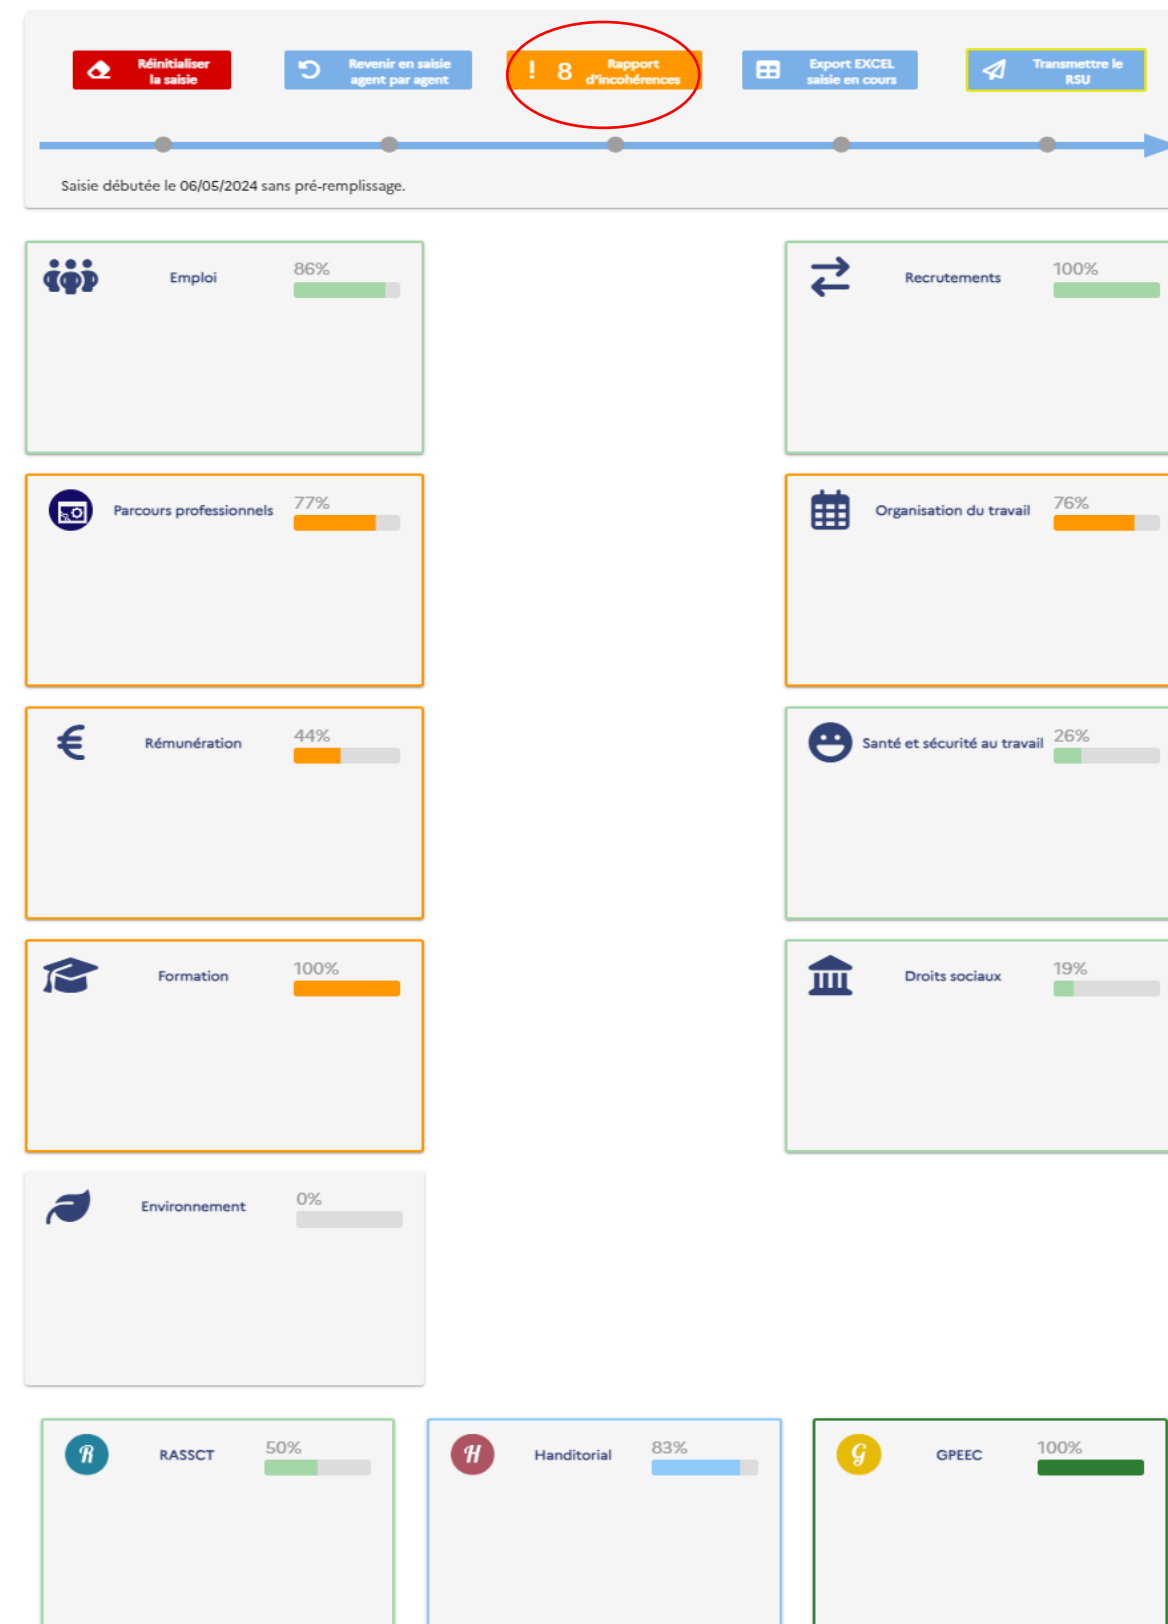 Réinitialiser
la saisie
Revenir en saisie
agent par agent
! 8 Rapport
d'incohérences
Export EXCEL
saisie en cours
Transmettre le
RSU
Saisie débutée le 06/05/2024 sans pré-remplissage.
Emploi 86%
Recrutements 100%
Parcours professionnels 77%
Organisation du travail 76%
€ Rémunération 44%
Santé et sécurité au travail 26%
Formation 100%
Droits sociaux 19%
Environnement 0%
R RASSCT 50%
H Handitorial 83%
G GPEEC 100%